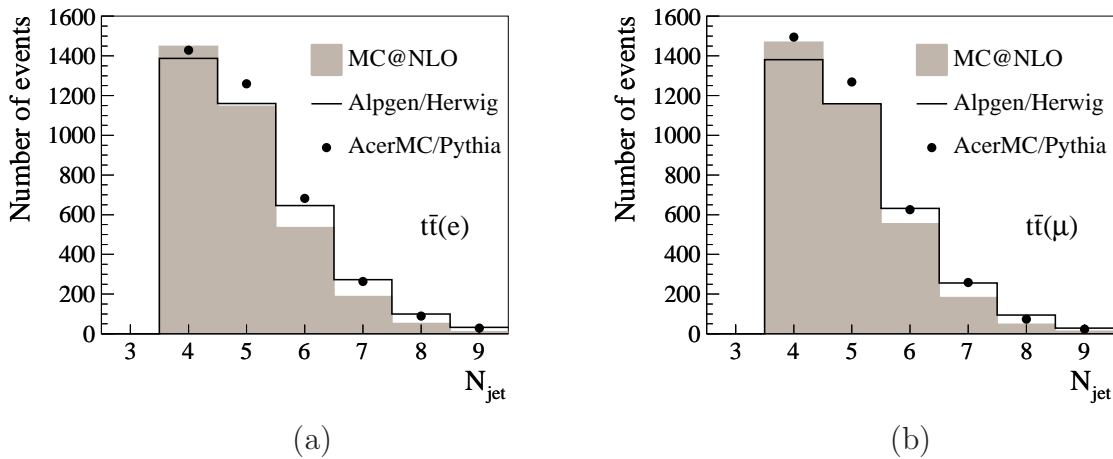 Number of events
1600
1400
1200
1000
800
600
400
200
0
3 4 5 6 7 8 9
N_jet
MC@NLO
Alpgen/Herwig
AcerMC/Pythia
tt̄(e)
(a)
Number of events
1600
1400
1200
1000
800
600
400
200
0
3 4 5 6 7 8 9
N_jet
MC@NLO
Alpgen/Herwig
AcerMC/Pythia
tt̄(μ)
(b)